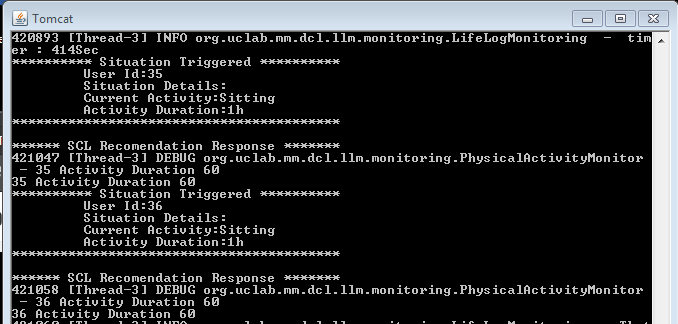 Tomcat
420893 [Thread-3] INFO org.uclab.mm.dcl.llm.monitoring.LifeLogMonitoring  -  tim
er : 414Sec
********** Situation Triggered **********
         User Id:35
         Situation Details:
         Current Activity:Sitting
         Activity Duration:1h
*****************************************

****** SCL Recomendation Response *******
421047 [Thread-3] DEBUG org.uclab.mm.dcl.llm.monitoring.PhysicalActivityMonitor
 - 35 Activity Duration 60
35 Activity Duration 60
********** Situation Triggered **********
         User Id:36
         Situation Details:
         Current Activity:Sitting
         Activity Duration:1h
*****************************************

****** SCL Recomendation Response *******
421058 [Thread-3] DEBUG org.uclab.mm.dcl.llm.monitoring.PhysicalActivityMonitor
 - 36 Activity Duration 60
36 Activity Duration 60